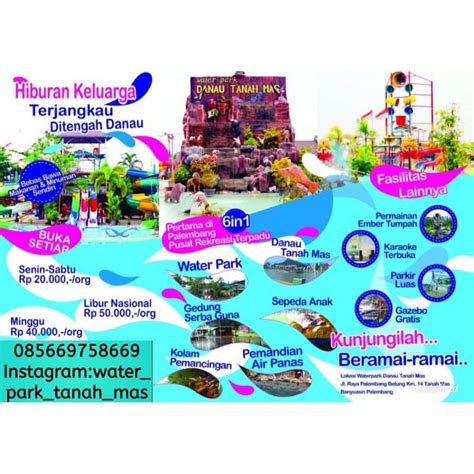 Hiburan Keluarga
Terjangkau
Ditengah Danau
Bebas Bawa
Makanan & Minuman
Sendiri
BUKA
SETIAP
Senin-Sabtu
Rp 20.000,-/org
Libur Nasional
Rp 50.000,-/org
Minggu
Rp 40.000,-/org
085669758669
Instagram:water_
park_tanah_mas
water park
DANAU TANAH MAS
6in1
Pertama di
Palembang
Pusat Rekreasi Terpadu
Water Park
Danau
Tanah Mas
Gedung
Serba Guna
Sepeda Anak
Kolam
Pemancingan
Pemandian
Air Panas
Fasilitas
Lainnya
Permainan
Ember Tumpah
Karaoke
Terbuka
Parkir
Luas
Gazebo
Gratis
Kunjungilah...
Beramai-ramai..
Lokasi Waterpark Danau Tanah Mas
Jl. Raya Palembang Betung Km. 14 Tanah Mas
Banyuasin Palembang